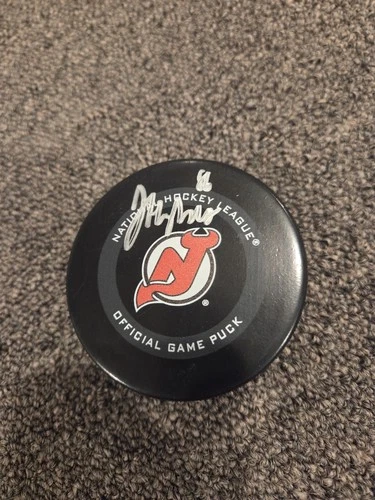 NATIONAL HOCKEY LEAGUE®
®
OFFICIAL GAME PUCK